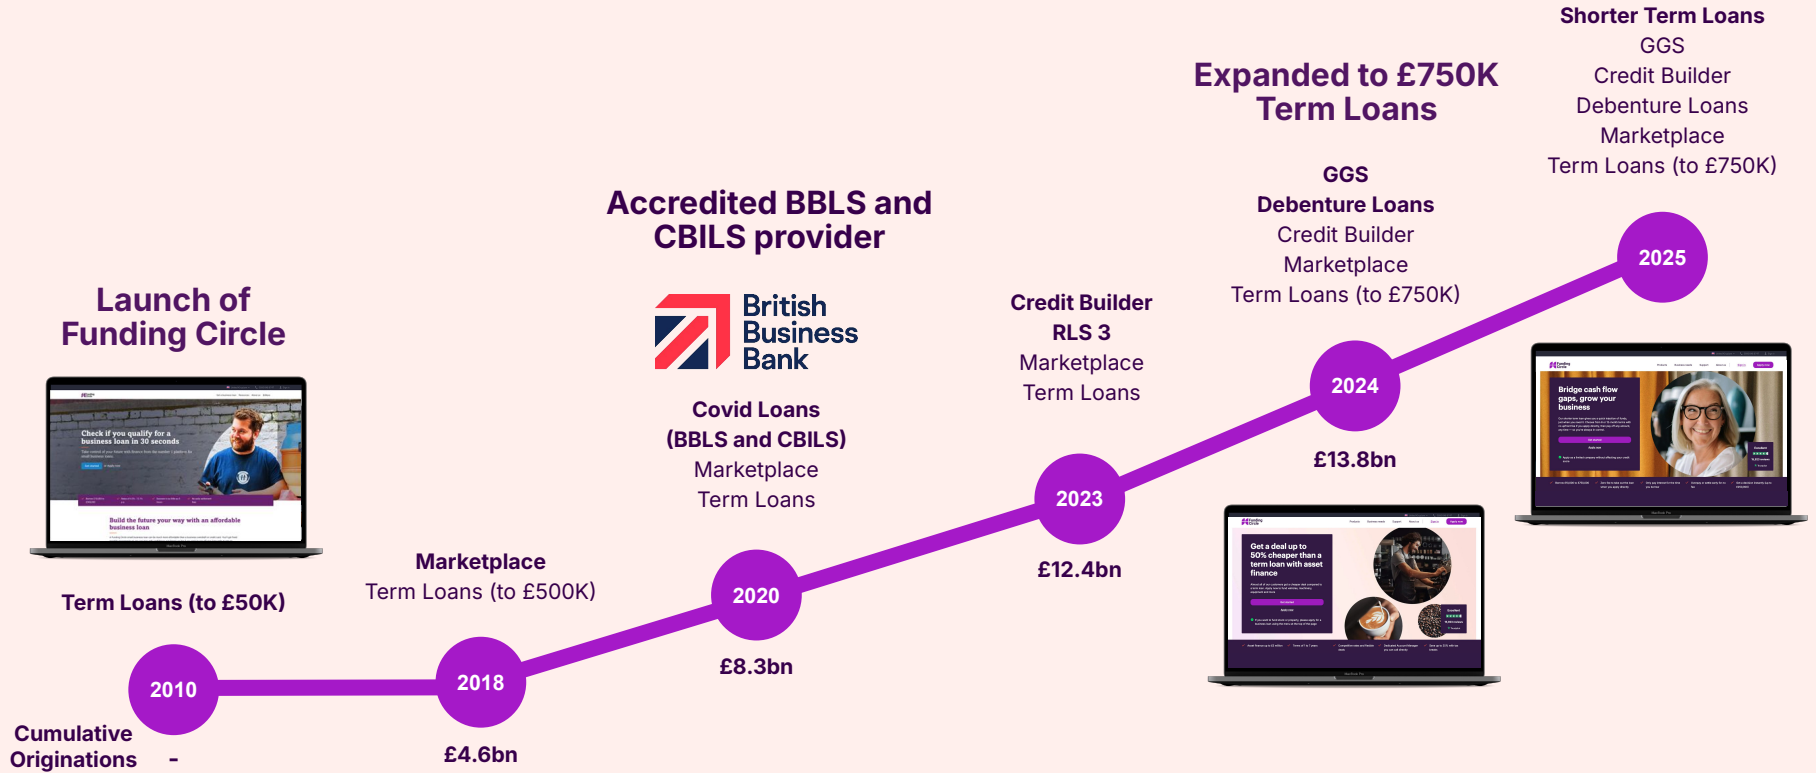 Launch of
Funding Circle
Check if you qualify for a
business loan in 30 seconds
Build the future your way with an affordable
business loan
Term Loans (to £50K)
2010
Cumulative
Originations -
Marketplace
Term Loans (to £500K)
2018
£4.6bn
Accredited BBLS and
CBILS provider
British
Business
Bank
Covid Loans
(BBLS and CBILS)
Marketplace
Term Loans
2020
£8.3bn
Credit Builder
RLS 3
Marketplace
Term Loans
2023
£12.4bn
Expanded to £750K
Term Loans
GGS
Debenture Loans
Credit Builder
Marketplace
Term Loans (to £750K)
2024
£13.8bn
Funding
Circle
Get a deal up to
50% cheaper than a
term loan with asset
finance
Shorter Term Loans
GGS
Credit Builder
Debenture Loans
Marketplace
Term Loans (to £750K)
2025
Funding
Circle
Bridge cash flow
gaps, grow your
business